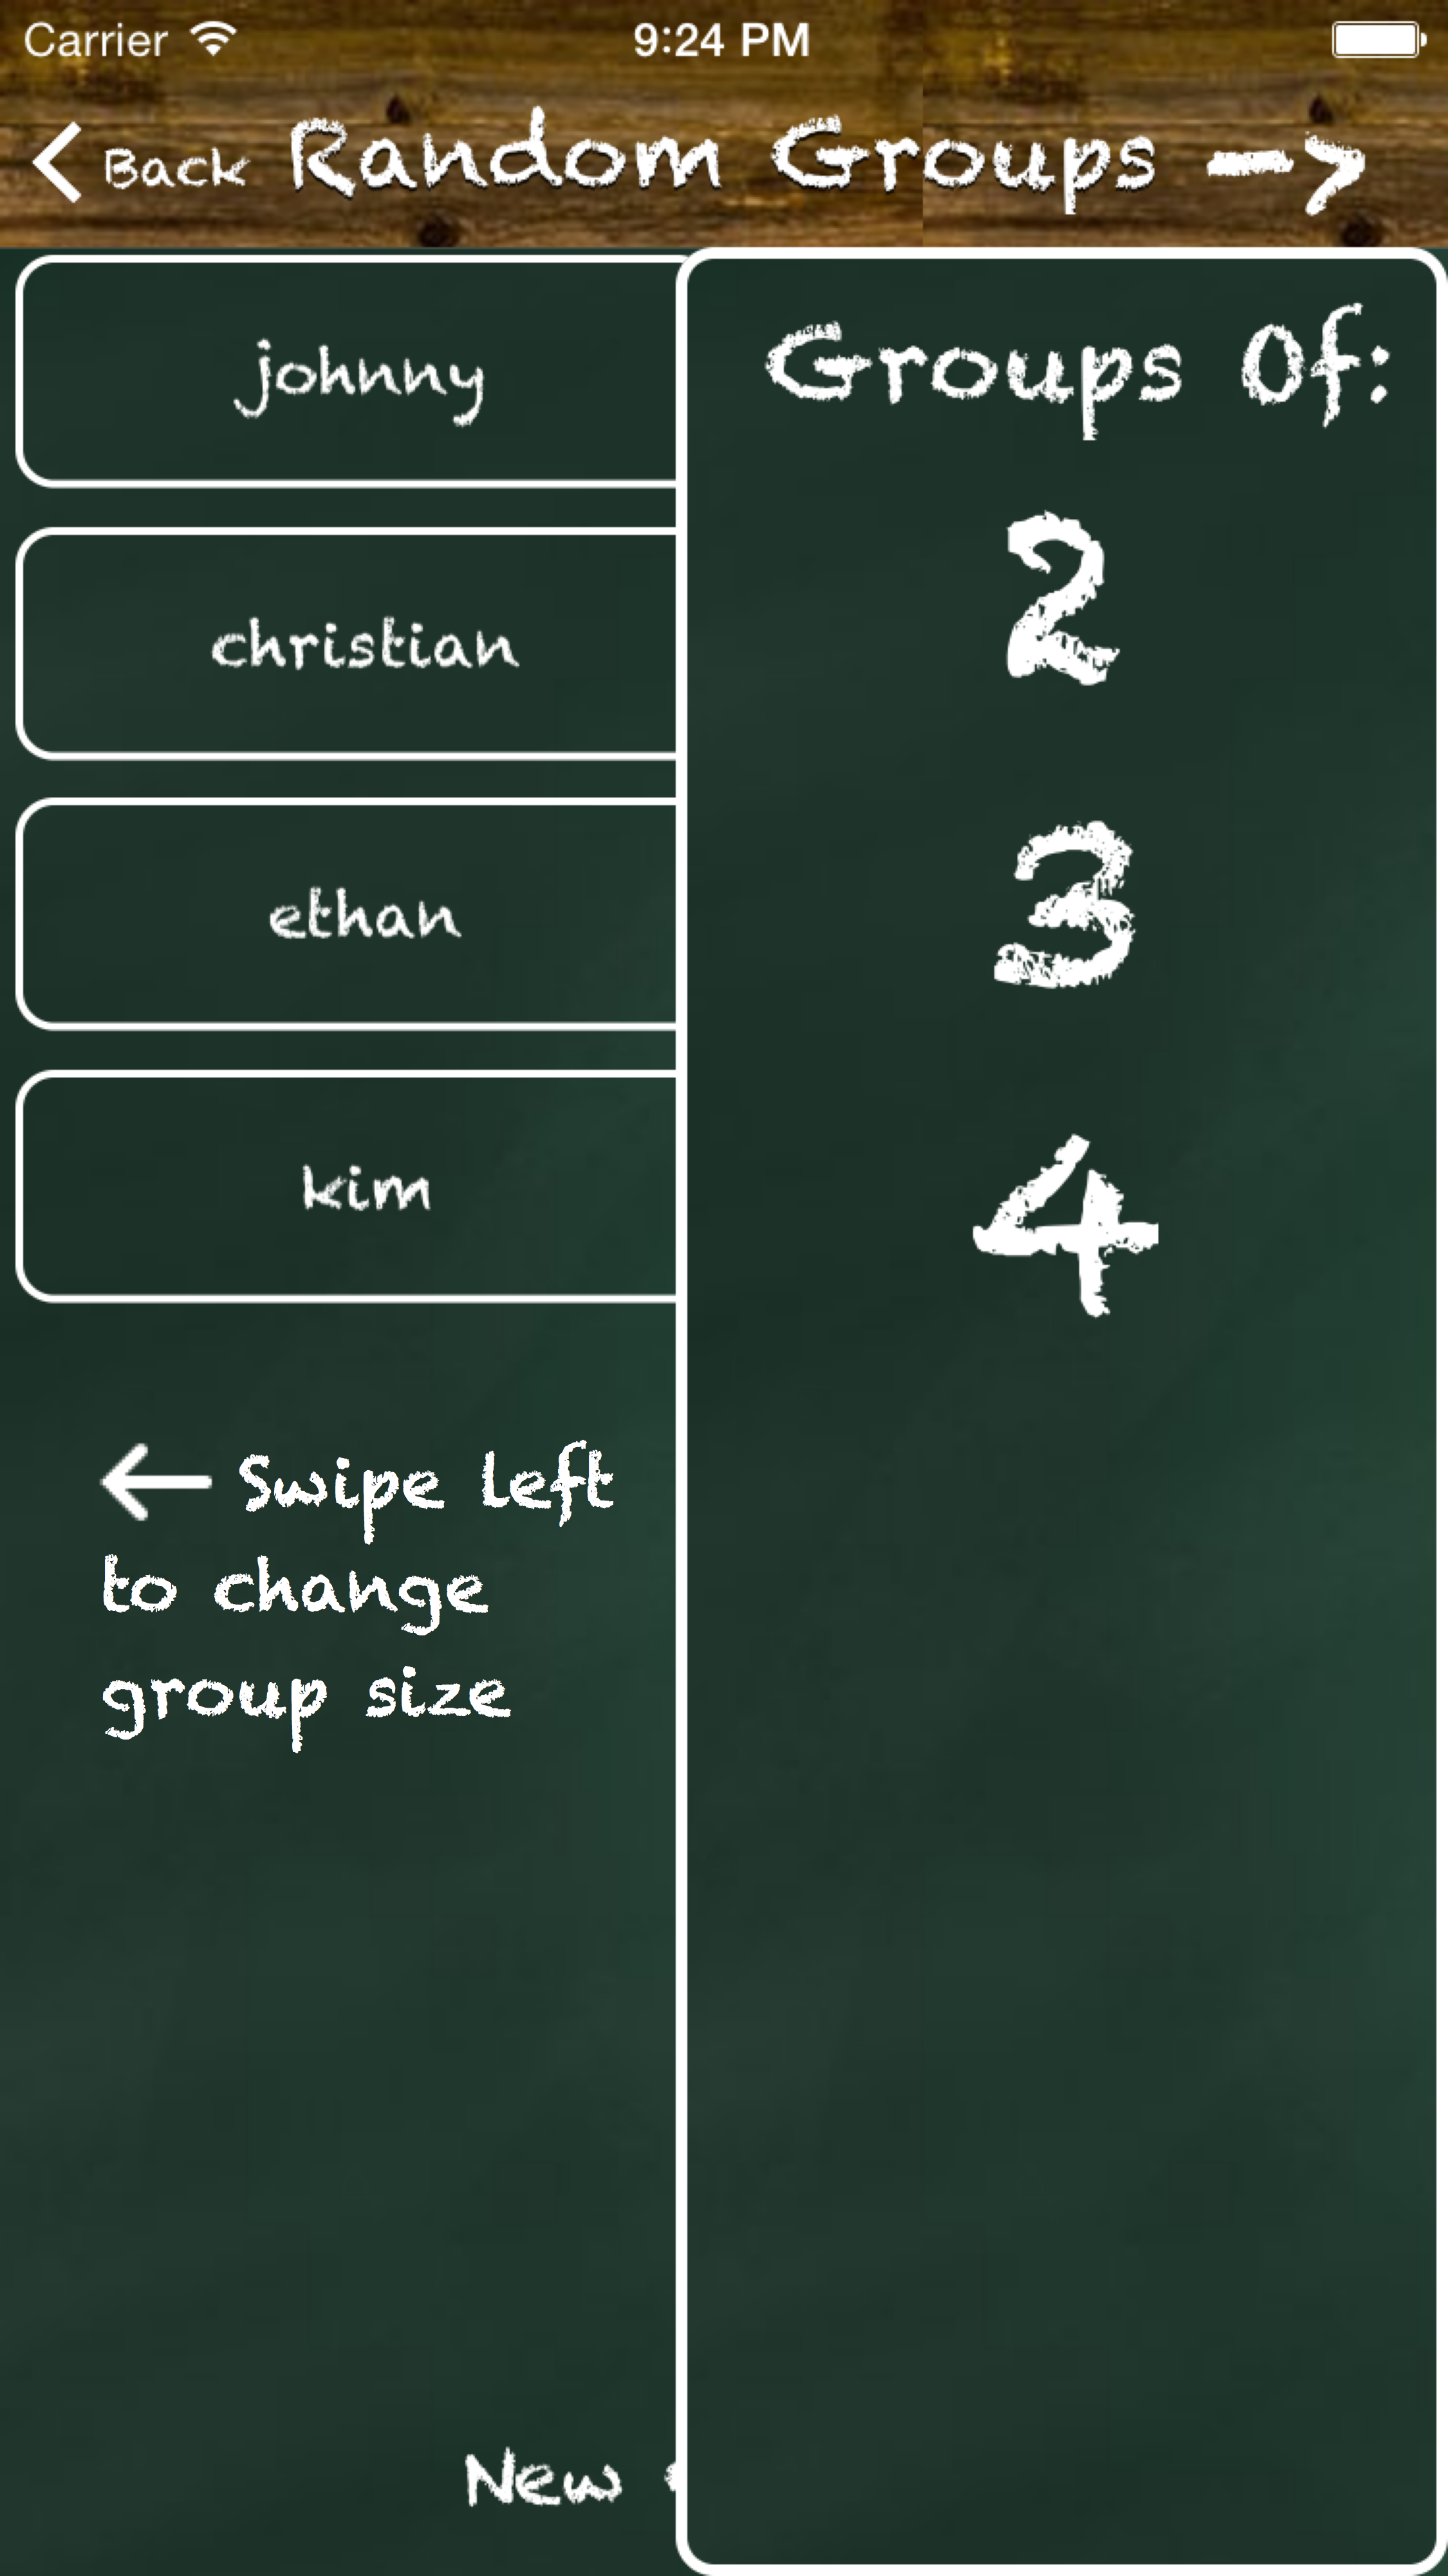 Carrier 9:24 PM
Back Random Groups ->
johnny
christian
ethan
kim
← Swipe left
to change
group size
New
Groups Of:
2
3
4